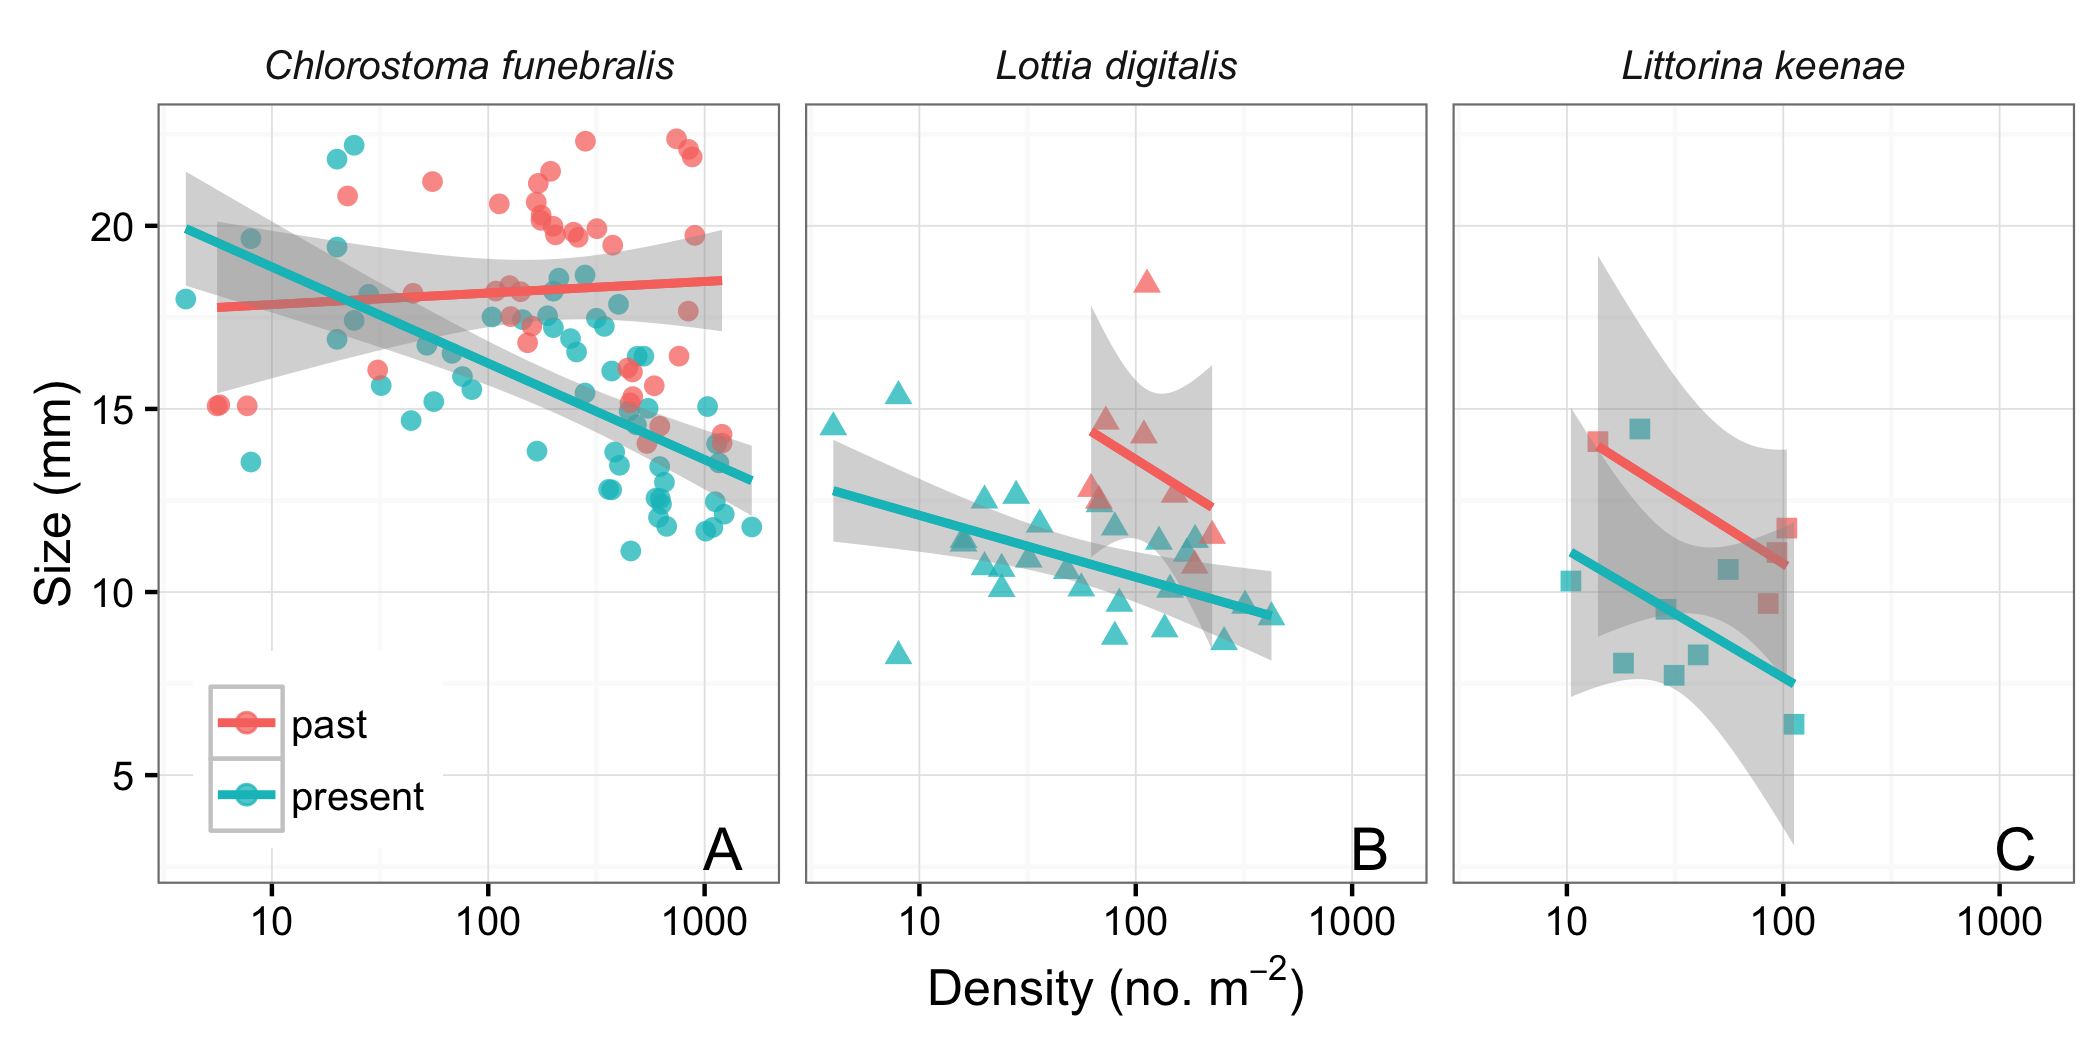 Chlorostoma funebralis
Lottia digitalis
Littorina keenae
Size (mm)
20
15
10
5
past
present
A
B
C
10 100 1000
10 100 1000
10 100 1000
Density (no. m⁻²)